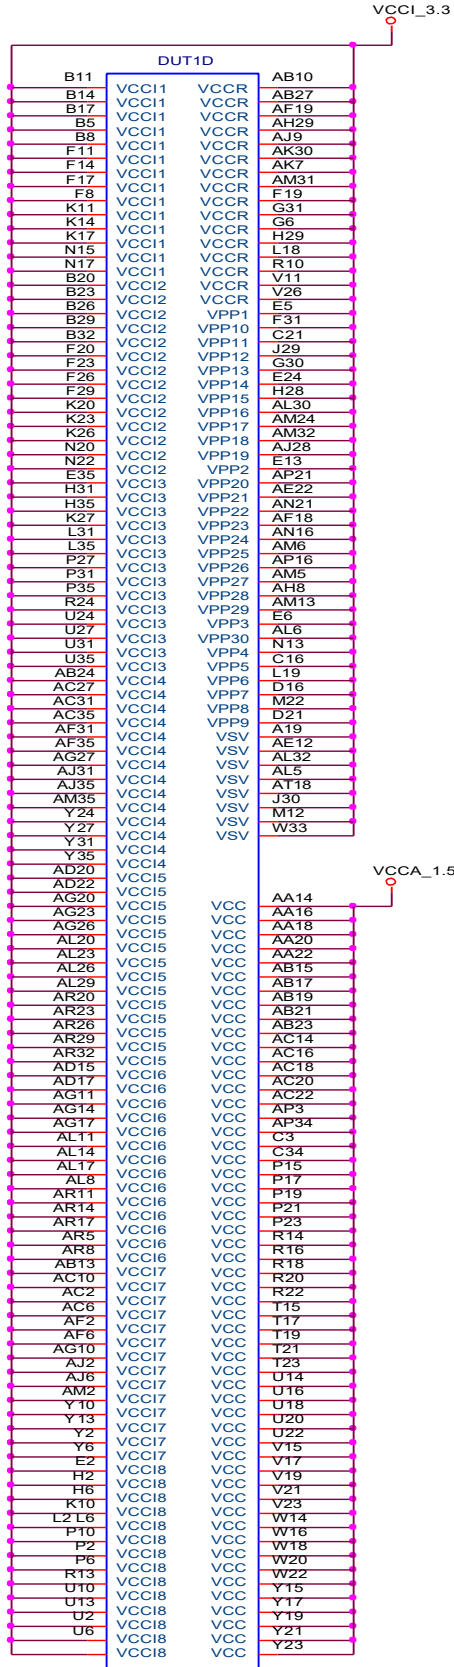 VCCI_3.3
DUT1D
B11 VCCI1 VCCR AB10
B14 VCCI1 VCCR AB27
B17 VCCI1 VCCR AF19
B5 VCCI1 VCCR AH29
B8 VCCI1 VCCR AJ9
F11 VCCI1 VCCR AK30
F14 VCCI1 VCCR AK7
F17 VCCI1 VCCR AM31
F8 VCCI1 VCCR F19
K11 VCCI1 VCCR G31
K14 VCCI1 VCCR G6
K17 VCCI1 VCCR H29
N15 VCCI1 VCCR L18
N17 VCCI1 VCCR R10
B20 VCCI2 VCCR V11
B23 VCCI2 VCCR V26
B26 VCCI2 VPP1 E5
B29 VCCI2 VPP10 F31
B32 VCCI2 VPP11 C21
F20 VCCI2 VPP12 J29
F23 VCCI2 VPP13 G30
F26 VCCI2 VPP14 E24
F29 VCCI2 VPP15 H28
K20 VCCI2 VPP16 AL30
K23 VCCI2 VPP17 AM24
K26 VCCI2 VPP18 AM32
N20 VCCI2 VPP19 AJ28
N22 VCCI2 VPP2 E13
E35 VCCI3 VPP20 AP21
H31 VCCI3 VPP21 AE22
H35 VCCI3 VPP22 AN21
K27 VCCI3 VPP23 AF18
L31 VCCI3 VPP24 AN16
L35 VCCI3 VPP25 AM6
P27 VCCI3 VPP26 AP16
P31 VCCI3 VPP27 AM5
P35 VCCI3 VPP28 AH8
R24 VCCI3 VPP29 AM13
U24 VCCI3 VPP3 E6
U27 VCCI3 VPP30 AL6
U31 VCCI3 VPP4 N13
U35 VCCI3 VPP5 C16
AB24 VCCI4 VPP6 L19
AC27 VCCI4 VPP7 D16
AC31 VCCI4 VPP8 M22
AC35 VCCI4 VPP9 D21
AF31 VCCI4 VSV A19
AF35 VCCI4 VSV AE12
AG27 VCCI4 VSV AL32
AJ31 VCCI4 VSV AL5
AJ35 VCCI4 VSV AT18
AM35 VCCI4 VSV J30
Y24 VCCI4 VSV M12
Y27 VCCI4 VSV W33
Y31 VCCI4
Y35 VCCI4
AD20 VCCI5
VCCA_1.5
AD22 VCCI5
AG20 VCCI5 VCC AA14
AG23 VCCI5 VCC AA16
AG26 VCCI5 VCC AA18
AL20 VCCI5 VCC AA20
AL23 VCCI5 VCC AA22
AL26 VCCI5 VCC AB15
AL29 VCCI5 VCC AB17
AR20 VCCI5 VCC AB19
AR23 VCCI5 VCC AB21
AR26 VCCI5 VCC AB23
AR29 VCCI5 VCC AC14
AR32 VCCI5 VCC AC16
AD15 VCCI6 VCC AC18
AD17 VCCI6 VCC AC20
AG11 VCCI6 VCC AC22
AG14 VCCI6 VCC AP3
AG17 VCCI6 VCC AP34
AL11 VCCI6 VCC C3
AL14 VCCI6 VCC C34
AL17 VCCI6 VCC P15
AL8 VCCI6 VCC P17
AR11 VCCI6 VCC P19
AR14 VCCI6 VCC P21
AR17 VCCI6 VCC P23
AR5 VCCI6 VCC R14
AR8 VCCI6 VCC R16
AB13 VCCI7 VCC R18
AC10 VCCI7 VCC R20
AC2 VCCI7 VCC R22
AC6 VCCI7 VCC T15
AF2 VCCI7 VCC T17
AF6 VCCI7 VCC T19
AG10 VCCI7 VCC T21
AJ2 VCCI7 VCC T23
AJ6 VCCI7 VCC U14
AM2 VCCI7 VCC U16
Y10 VCCI7 VCC U18
Y13 VCCI7 VCC U20
Y2 VCCI7 VCC U22
Y6 VCCI7 VCC V15
E2 VCCI8 VCC V17
H2 VCCI8 VCC V19
H6 VCCI8 VCC V21
K10 VCCI8 VCC V23
L2 L6 VCCI8 VCC W14
P10 VCCI8 VCC W16
P2 VCCI8 VCC W18
P6 VCCI8 VCC W20
R13 VCCI8 VCC W22
U10 VCCI8 VCC Y15
U13 VCCI8 VCC Y17
U2 VCCI8 VCC Y19
U6 VCCI8 VCC Y21
VCCI8 VCC Y23